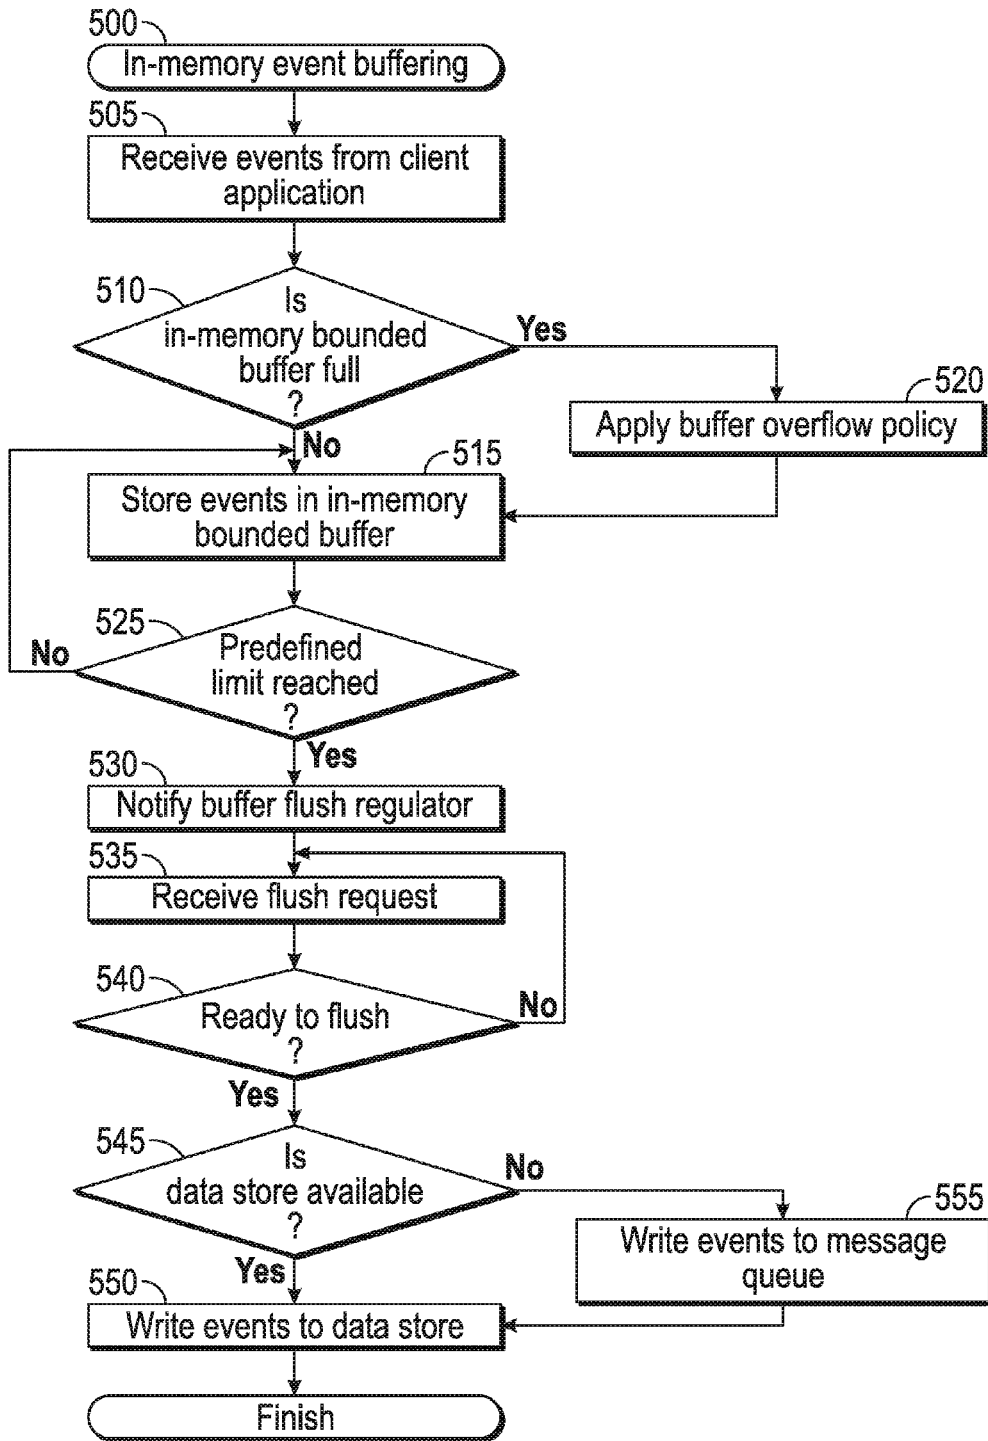 500
In-memory event buffering
505
Receive events from client
application
510
Is
in-memory bounded
buffer full
?
Yes
520
Apply buffer overflow policy
No
515
Store events in in-memory
bounded buffer
525
No
Predefined
limit reached
?
Yes
530
Notify buffer flush regulator
535
Receive flush request
540
Ready to flush
?
No
Yes
545
Is
data store available
?
No
555
Write events to message
queue
Yes
550
Write events to data store
Finish